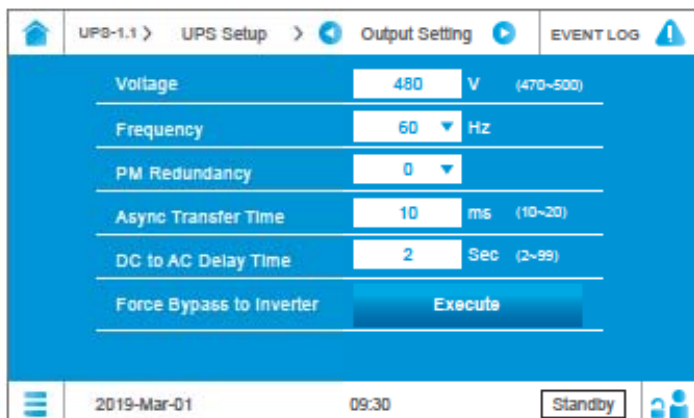 UPS-1.1 > UPS Setup > Output Setting EVENT LOG
Voltage 480 V (470~500)
Frequency 60 Hz
PM Redundancy 0
Async Transfer Time 10 ms (10~20)
DC to AC Delay Time 2 Sec (2~99)
Force Bypass to Inverter Execute
2019-Mar-01 09:30 Standby